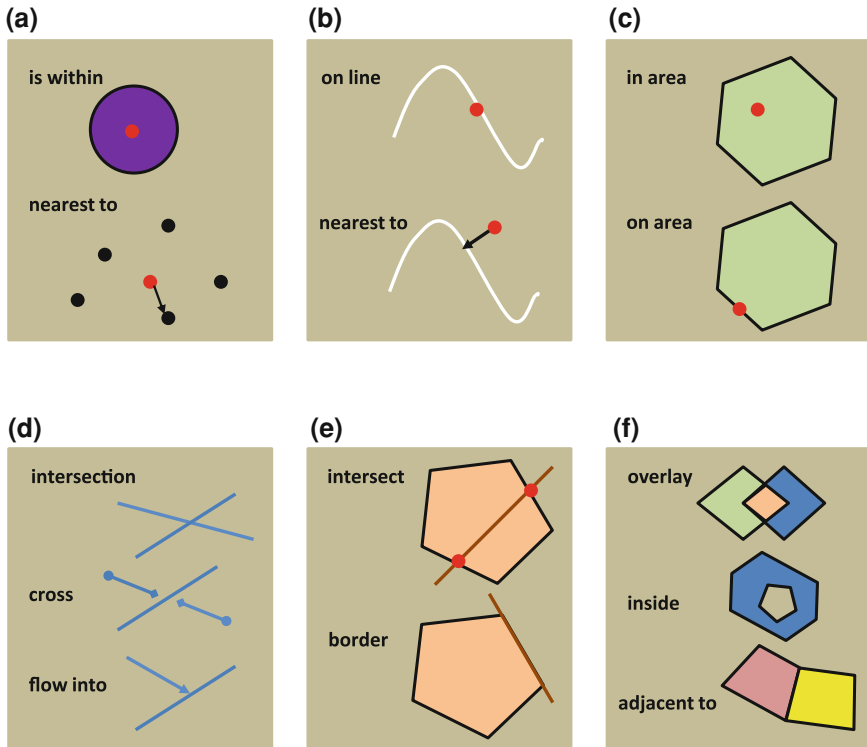 (a)
is within
nearest to
(b)
on line
nearest to
(c)
in area
on area
(d)
intersection
cross
flow into
(e)
intersect
border
(f)
overlay
inside
adjacent to